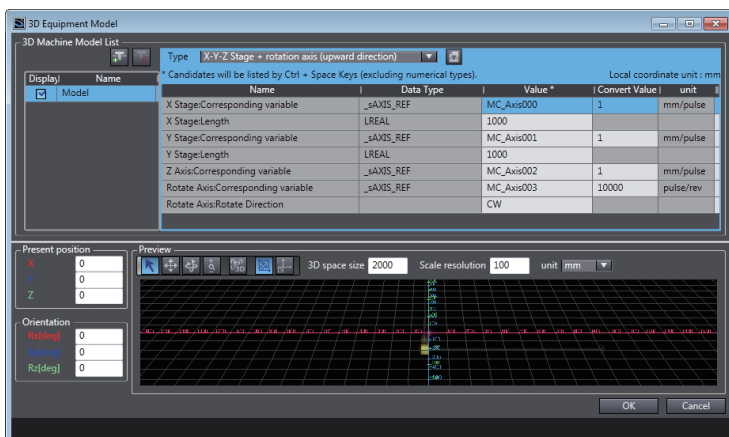 3D Equipment Model
3D Machine Model List
Type X-Y-Z Stage + rotation axis (upward direction)
* Candidates will be listed by Ctrl + Space Keys (excluding numerical types). Local coordinate unit : mm
Display Name
Model
Name Data Type Value * Convert Value unit
X Stage:Corresponding variable _sAXIS_REF MC_Axis000 1 mm/pulse
X Stage:Length LREAL 1000
Y Stage:Corresponding variable _sAXIS_REF MC_Axis001 1 mm/pulse
Y Stage:Length LREAL 1000
Z Axis:Corresponding variable _sAXIS_REF MC_Axis002 1 mm/pulse
Rotate Axis:Corresponding variable _sAXIS_REF MC_Axis003 10000 pulse/rev
Rotate Axis:Rotate Direction CW
Present position
X 0
Y 0
Z 0
Orientation
Rx[deg] 0
Ry[deg] 0
Rz[deg] 0
Preview
3D space size 2000 Scale resolution 100 unit mm
OK Cancel